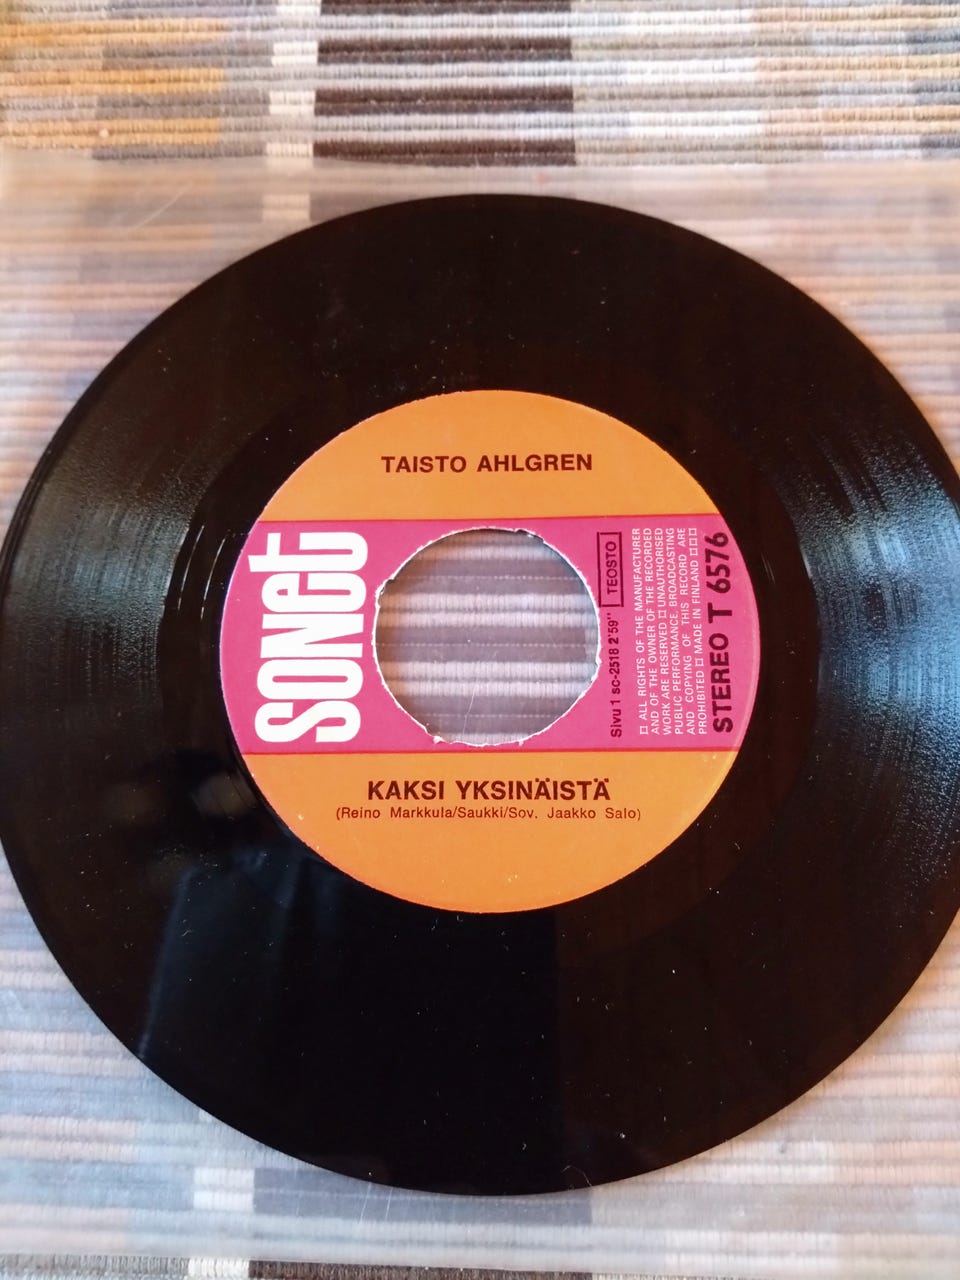 TAISTO AHLGREN
sonet
TEOSTO
Sivu 1 sc-2518 2'59"
ALL RIGHTS OF THE MANUFACTURER
AND OF THE OWNER OF THE RECORDED
WORK ARE RESERVED □ UNAUTHORISED
PUBLIC PERFORMANCE, BROADCASTING
AND COPYING OF THIS RECORD ARE
PROHIBITED □ MADE IN FINLAND □□□
STEREO T 6576
KAKSI YKSINÄISTÄ
(Reino Markkula/Saukki/Sov. Jaakko Salo)